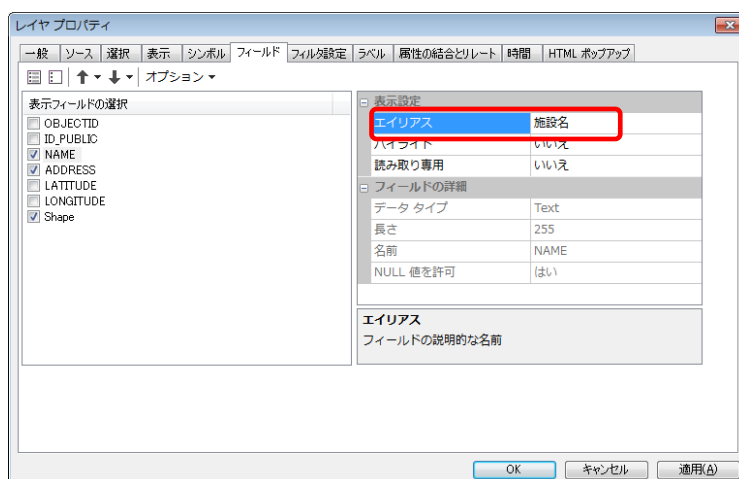 レイヤ プロパティ
一般 ソース 選択 表示 シンボル フィールド フィルタ設定 ラベル 属性の結合とリレート 時間 HTML ポップアップ
オプション
表示フィールドの選択
OBJECTID
ID_PUBLIC
NAME
ADDRESS
LATITUDE
LONGITUDE
Shape
表示設定
エイリアス 施設名
ハイライト いいえ
読み取り専用 いいえ
フィールドの詳細
データ タイプ Text
長さ 255
名前 NAME
NULL 値を許可 はい
エイリアス
フィールドの説明的な名前
OK キャンセル 適用(A)